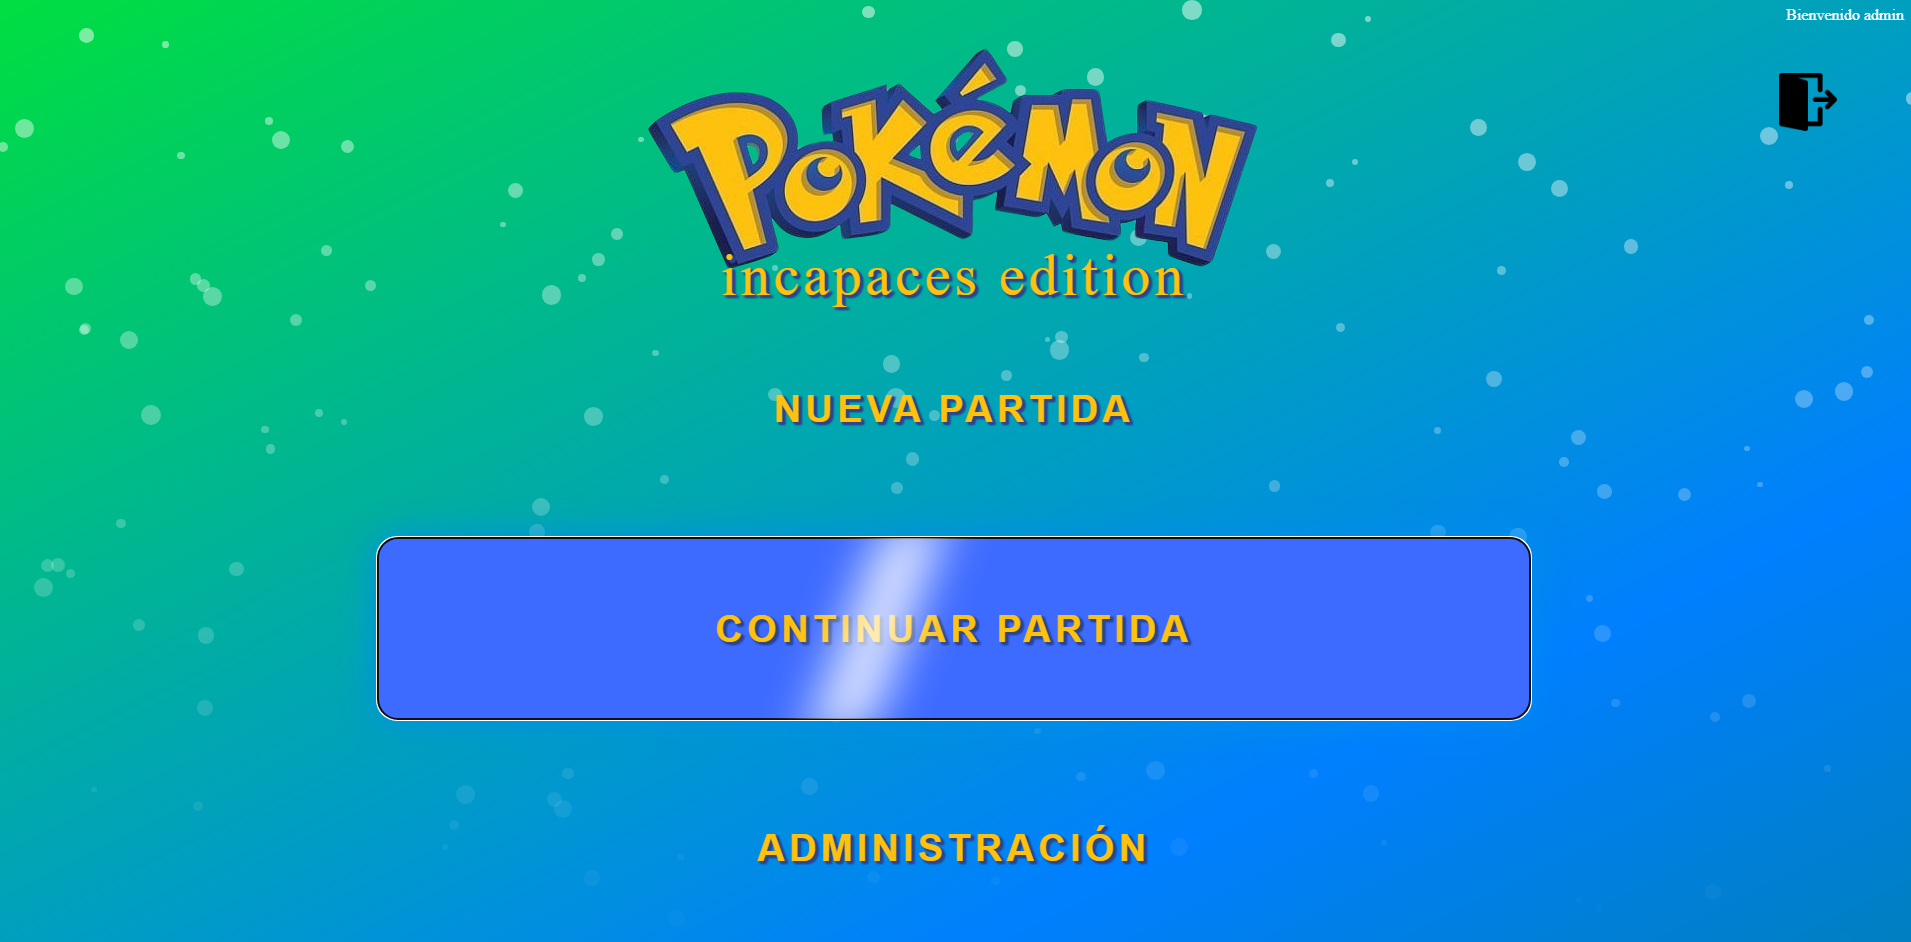 Bienvenido admin
POKéMON
incapaces edition
NUEVA PARTIDA
CONTINUAR PARTIDA
ADMINISTRACIÓN